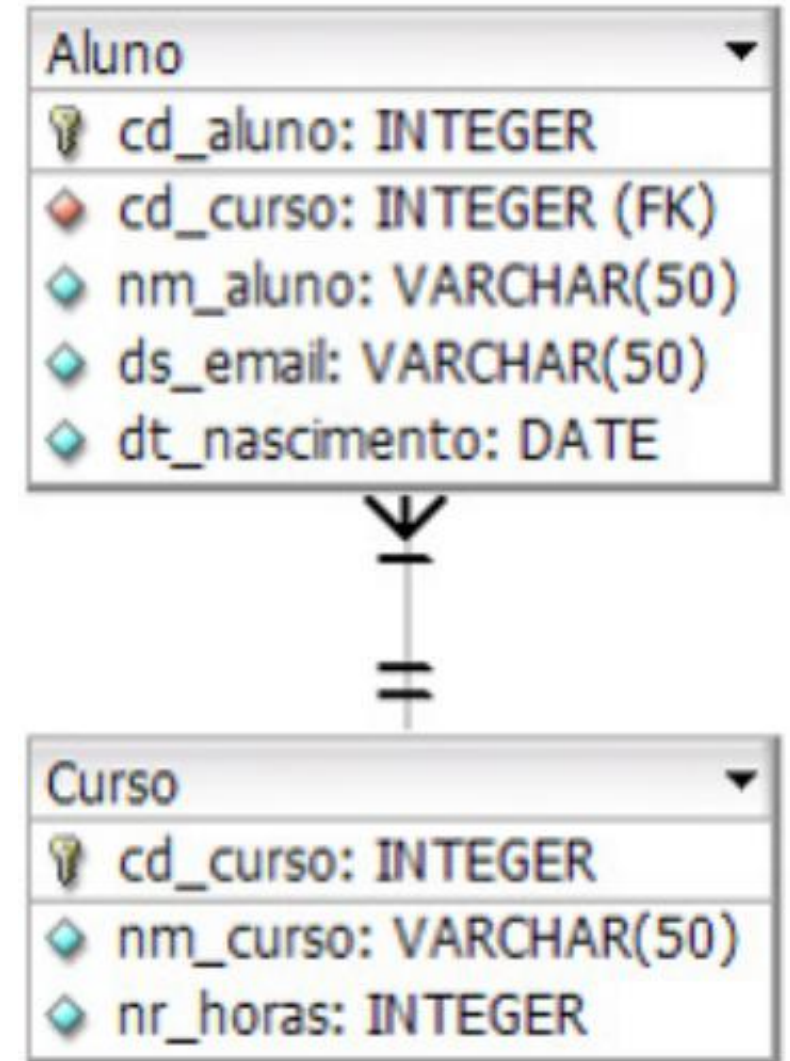 Aluno
cd_aluno: INTEGER
cd_curso: INTEGER (FK)
nm_aluno: VARCHAR(50)
ds_email: VARCHAR(50)
dt_nascimento: DATE
Curso
cd_curso: INTEGER
nm_curso: VARCHAR(50)
nr_horas: INTEGER